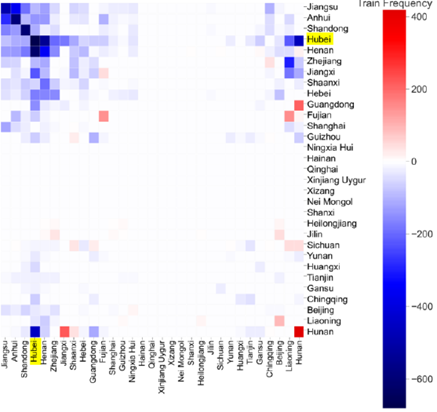 Train Frequency
400
200
0
−200
−400
−600
Jiangsu
Anhui
Shandong
Hubei
Henan
Zhejiang
Jiangxi
Shaanxi
Hebei
Guangdong
Fujian
Shanghai
Guizhou
Ningxia Hui
Hainan
Qinghai
Xinjiang Uygur
Xizang
Nei Mongol
Shanxi
Heilongjiang
Jilin
Sichuan
Yunan
Huangxi
Tianjin
Gansu
Chingqing
Beijing
Liaoning
Hunan
Jiangsu
Anhui
Shandong
Hubei
Henan
Zhejiang
Jiangxi
Shaanxi
Hebei
Guangdong
Fujian
Shanghai
Guizhou
Ningxia Hui
Hainan
Qinghai
Xinjiang Uygur
Xizang
Nei Mongol
Shanxi
Heilongjiang
Jilin
Sichuan
Yunan
Huangxi
Tianjin
Gansu
Chingqing
Beijing
Liaoning
Hunan